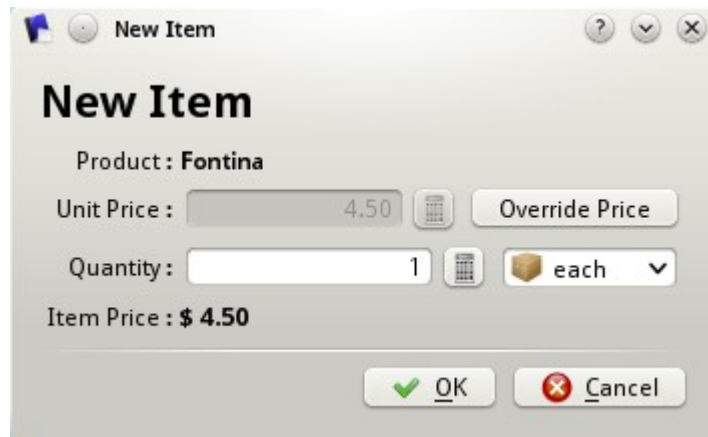 New Item
New Item
Product : Fontina
Unit Price : 4.50 Override Price
Quantity : 1 each
Item Price : $ 4.50
OK Cancel